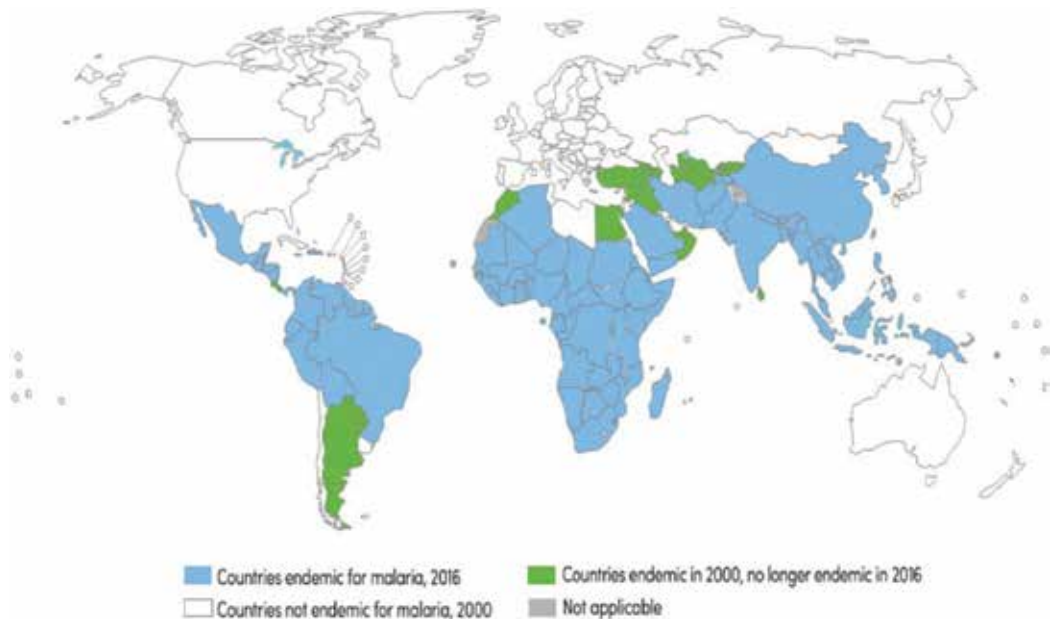 Countries endemic for malaria, 2016
Countries endemic in 2000, no longer endemic in 2016
Countries not endemic for malaria, 2000
Not applicable